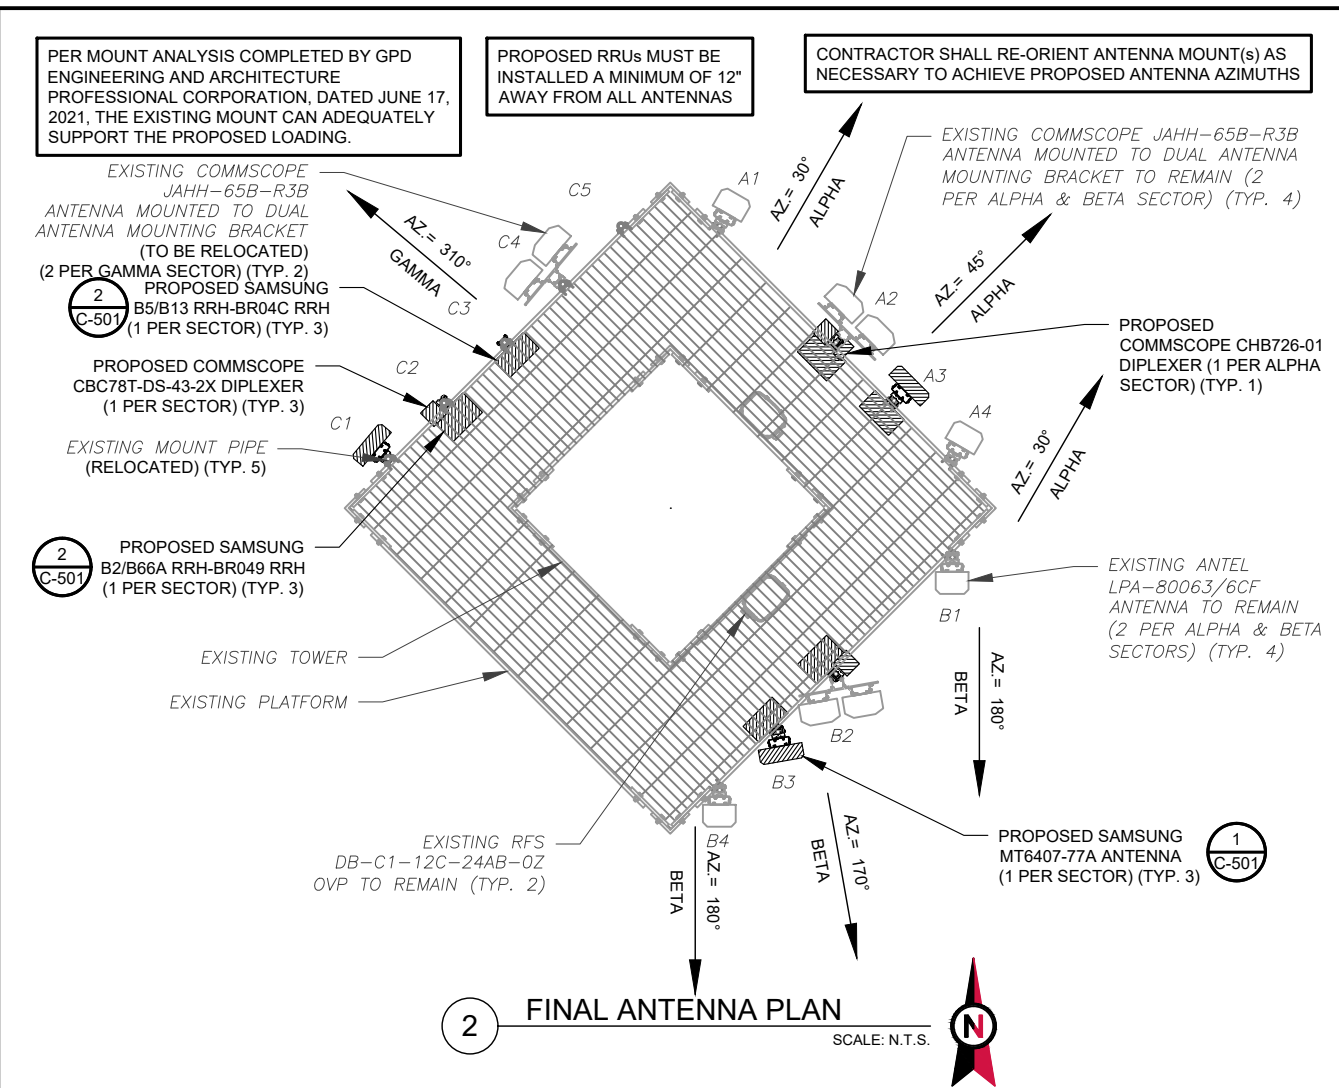 PER MOUNT ANALYSIS COMPLETED BY GPD
ENGINEERING AND ARCHITECTURE
PROFESSIONAL CORPORATION, DATED JUNE 17,
2021, THE EXISTING MOUNT CAN ADEQUATELY
SUPPORT THE PROPOSED LOADING.
PROPOSED RRUs MUST BE
INSTALLED A MINIMUM OF 12"
AWAY FROM ALL ANTENNAS
CONTRACTOR SHALL RE-ORIENT ANTENNA MOUNT(s) AS
NECESSARY TO ACHIEVE PROPOSED ANTENNA AZIMUTHS
EXISTING COMMSCOPE
JAHH-65B-R3B
ANTENNA MOUNTED TO DUAL
ANTENNA MOUNTING BRACKET
(TO BE RELOCATED)
(2 PER GAMMA SECTOR) (TYP. 2)
AZ.= 310°
GAMMA
C5
C4
C3
C2
C1
A1
AZ.= 30°
ALPHA
EXISTING COMMSCOPE JAHH-65B-R3B
ANTENNA MOUNTED TO DUAL ANTENNA
MOUNTING BRACKET TO REMAIN (2
PER ALPHA & BETA SECTOR) (TYP. 4)
A2
AZ.= 45°
ALPHA
2
C-501
PROPOSED SAMSUNG
B5/B13 RRH-BR04C RRH
(1 PER SECTOR) (TYP. 3)
PROPOSED COMMSCOPE
CBC78T-DS-43-2X DIPLEXER
(1 PER SECTOR) (TYP. 3)
EXISTING MOUNT PIPE
(RELOCATED) (TYP. 5)
PROPOSED
COMMSCOPE CHB726-01
DIPLEXER (1 PER ALPHA
SECTOR) (TYP. 1)
A3
A4
AZ.= 30°
ALPHA
2
C-501
PROPOSED SAMSUNG
B2/B66A RRH-BR049 RRH
(1 PER SECTOR) (TYP. 3)
EXISTING ANTEL
LPA-80063/6CF
ANTENNA TO REMAIN
(2 PER ALPHA & BETA
SECTORS) (TYP. 4)
B1
EXISTING TOWER
EXISTING PLATFORM
AZ.= 180°
BETA
B2
B3
B4
EXISTING RFS
DB-C1-12C-24AB-0Z
OVP TO REMAIN (TYP. 2)
AZ.= 180°
BETA
AZ.= 170°
BETA
PROPOSED SAMSUNG
MT6407-77A ANTENNA
(1 PER SECTOR) (TYP. 3)
1
C-501
2
FINAL ANTENNA PLAN
SCALE: N.T.S.
N